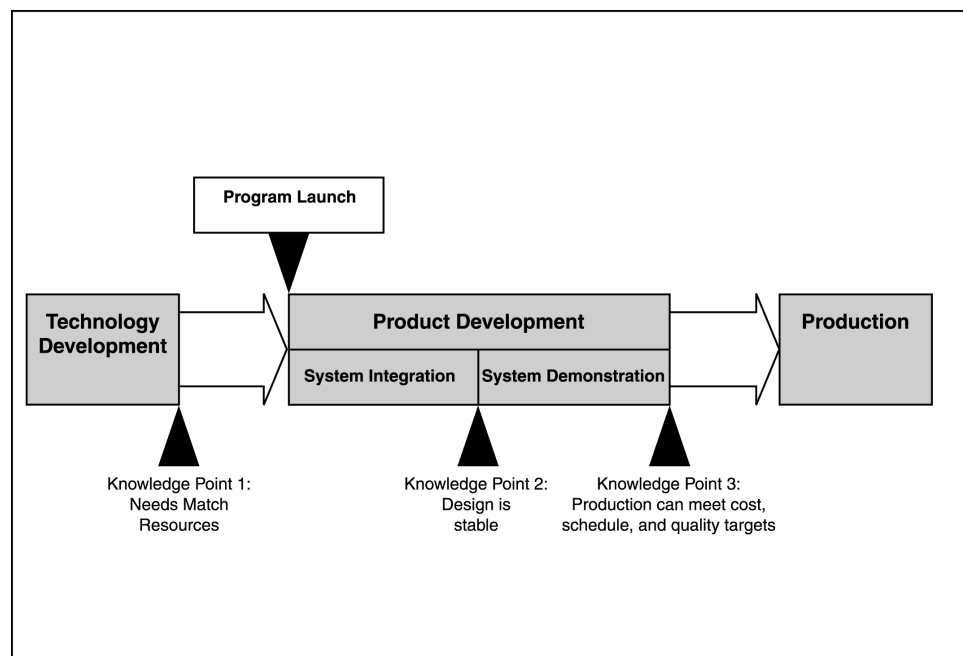 Program Launch
Technology
Development
Product Development
System Integration
System Demonstration
Production
Knowledge Point 1:
Needs Match
Resources
Knowledge Point 2:
Design is
stable
Knowledge Point 3:
Production can meet cost,
schedule, and quality targets